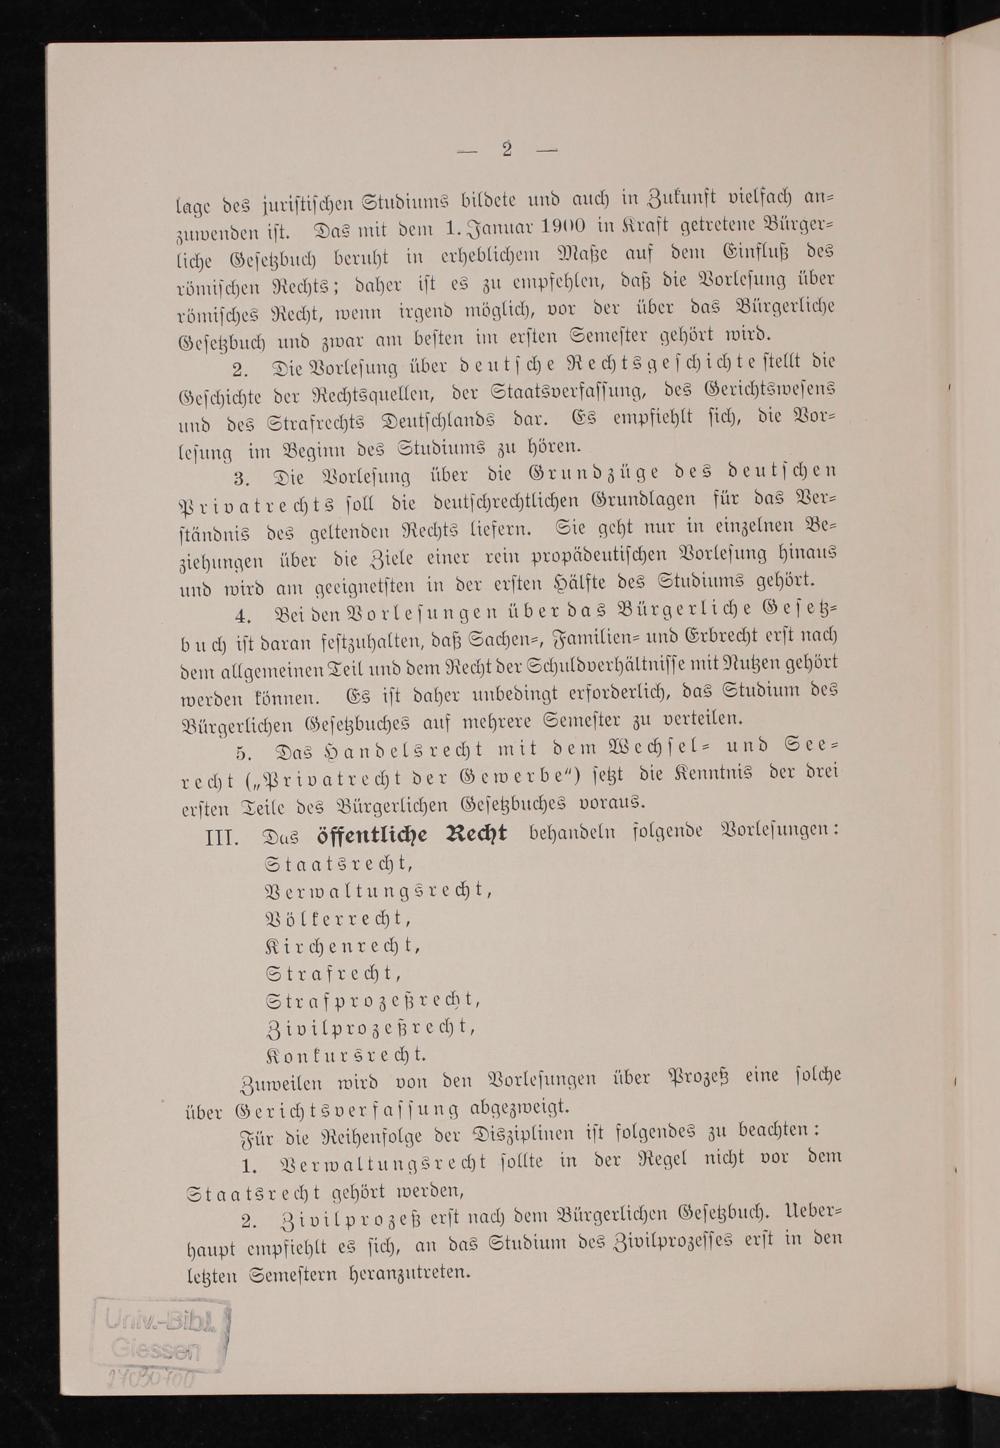 — 2 —
lage des juristischen Studiums bildete und auch in Zukunft vielfach an-
zuwenden ist. Das mit dem 1. Januar 1900 in Kraft getretene Bürger-
liche Gesetzbuch beruht in erheblichem Maße auf dem Einfluß des
römischen Rechts; daher ist es zu empfehlen, daß die Vorlesung über
römisches Recht, wenn irgend möglich, vor der über das Bürgerliche
Gesetzbuch und zwar am besten im ersten Semester gehört wird.
2. Die Vorlesung über deutsche Rechtsgeschichte stellt die
Geschichte der Rechtsquellen, der Staatsverfassung, des Gerichtswesens
und des Strafrechts Deutschlands dar. Es empfiehlt sich, die Vor-
lesung im Beginn des Studiums zu hören.
3. Die Vorlesung über die Grundzüge des deutschen
Privatrechts soll die deutschrechtlichen Grundlagen für das Ver-
ständnis des geltenden Rechts liefern. Sie geht nur in einzelnen Be-
ziehungen über die Ziele einer rein propädeutischen Vorlesung hinaus
und wird am geeignetsten in der ersten Hälfte des Studiums gehört.
4. Bei den Vorlesungen über das Bürgerliche Gesetz-
buch ist daran festzuhalten, daß Sachen-, Familien- und Erbrecht erst nach
dem allgemeinen Teil und dem Recht der Schuldverhältnisse mit Nutzen gehört
werden können. Es ist daher unbedingt erforderlich, das Studium des
Bürgerlichen Gesetzbuches auf mehrere Semester zu verteilen.
5. Das Handelsrecht mit dem Wechsel- und See-
recht („Privatrecht der Gewerbe“) setzt die Kenntnis der drei
ersten Teile des Bürgerlichen Gesetzbuches voraus.
III. Das öffentliche Recht behandeln folgende Vorlesungen:
Staatsrecht,
Verwaltungsrecht,
Völkerrecht,
Kirchenrecht,
Strafrecht,
Strafprozeßrecht,
Zivilprozeßrecht,
Konkursrecht.
Zuweilen wird von den Vorlesungen über Prozeß eine solche
über Gerichtsverfassung abgezweigt.
Für die Reihenfolge der Disziplinen ist folgendes zu beachten:
1. Verwaltungsrecht sollte in der Regel nicht vor dem
Staatsrecht gehört werden,
2. Zivilprozeß erst nach dem Bürgerlichen Gesetzbuch. Ueber-
haupt empfiehlt es sich, an das Studium des Zivilprozesses erst in den
letzten Semestern heranzutreten.
Univ.-Bibl.
Giessen